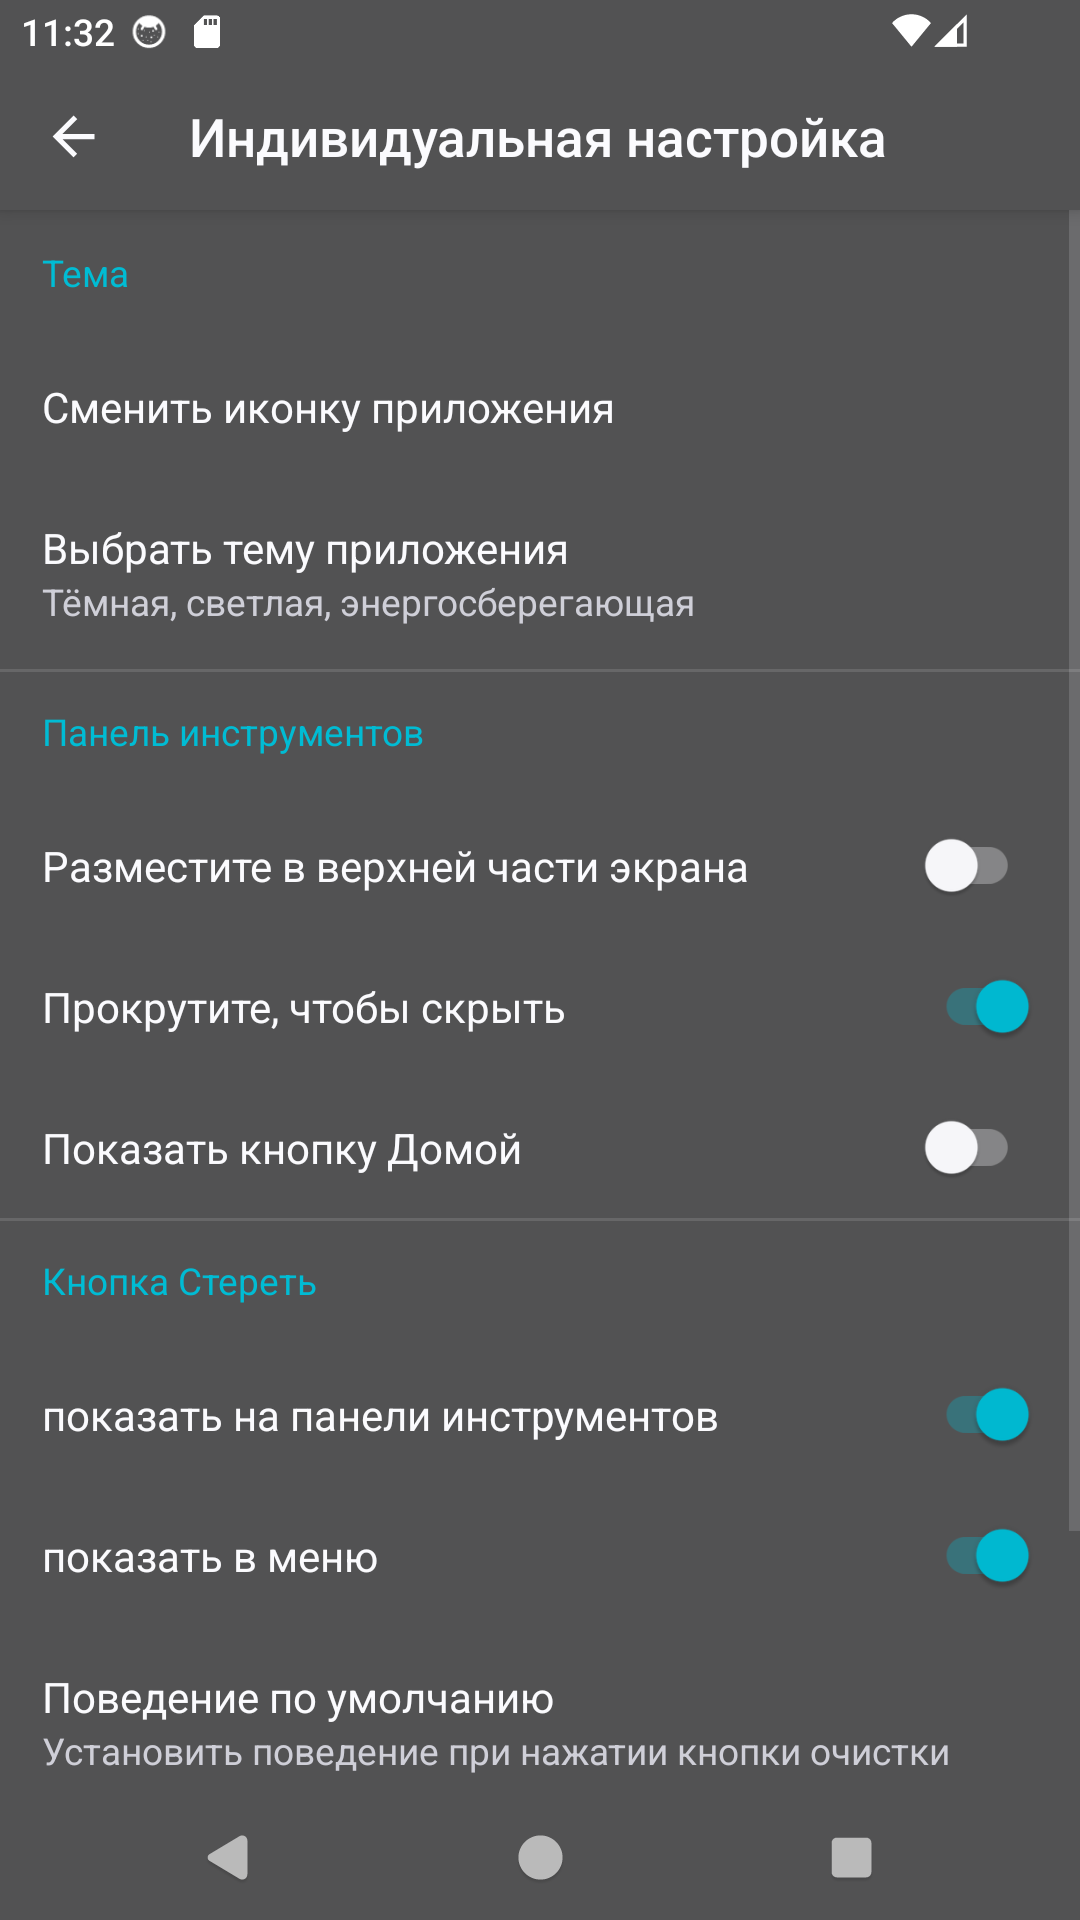 11:32
Индивидуальная настройка
Тема
Сменить иконку приложения
Выбрать тему приложения
Тёмная, светлая, энергосберегающая
Панель инструментов
Разместите в верхней части экрана
Прокрутите, чтобы скрыть
Показать кнопку Домой
Кнопка Стереть
показать на панели инструментов
показать в меню
Поведение по умолчанию
Установить поведение при нажатии кнопки очистки